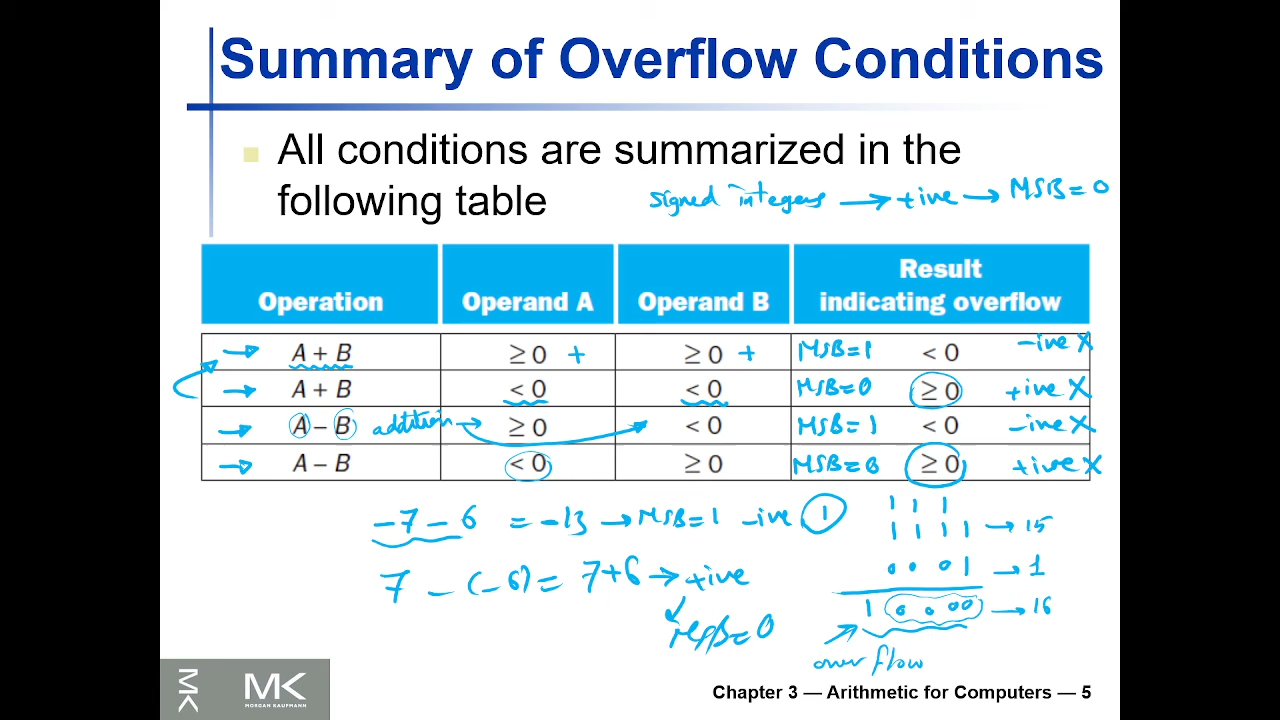 Summary of Overflow Conditions
All conditions are summarized in the
following table
signed integers → +ive → MSB=0
Operation Operand A Operand B Result indicating overflow
→ A + B ≥ 0 + ≥ 0 + MSB=1 < 0 -ive X
→ A + B < 0 < 0 MSB=0 ≥ 0 +ive X
→ A – B addition → ≥ 0 < 0 MSB=1 < 0 -ive X
→ A – B < 0 ≥ 0 MSB=0 ≥ 0 +ive X
-7 - 6 = -13 → MSB=1 -ive 1
7 - (-6) = 7+6 → +ive
MSB=0
1 1 1
1 1 1 1 → 15
0 0 0 1 → 1
1 0 0 0 0 → 16
overflow
MK
MK
MORGAN KAUFMANN
Chapter 3 — Arithmetic for Computers — 5